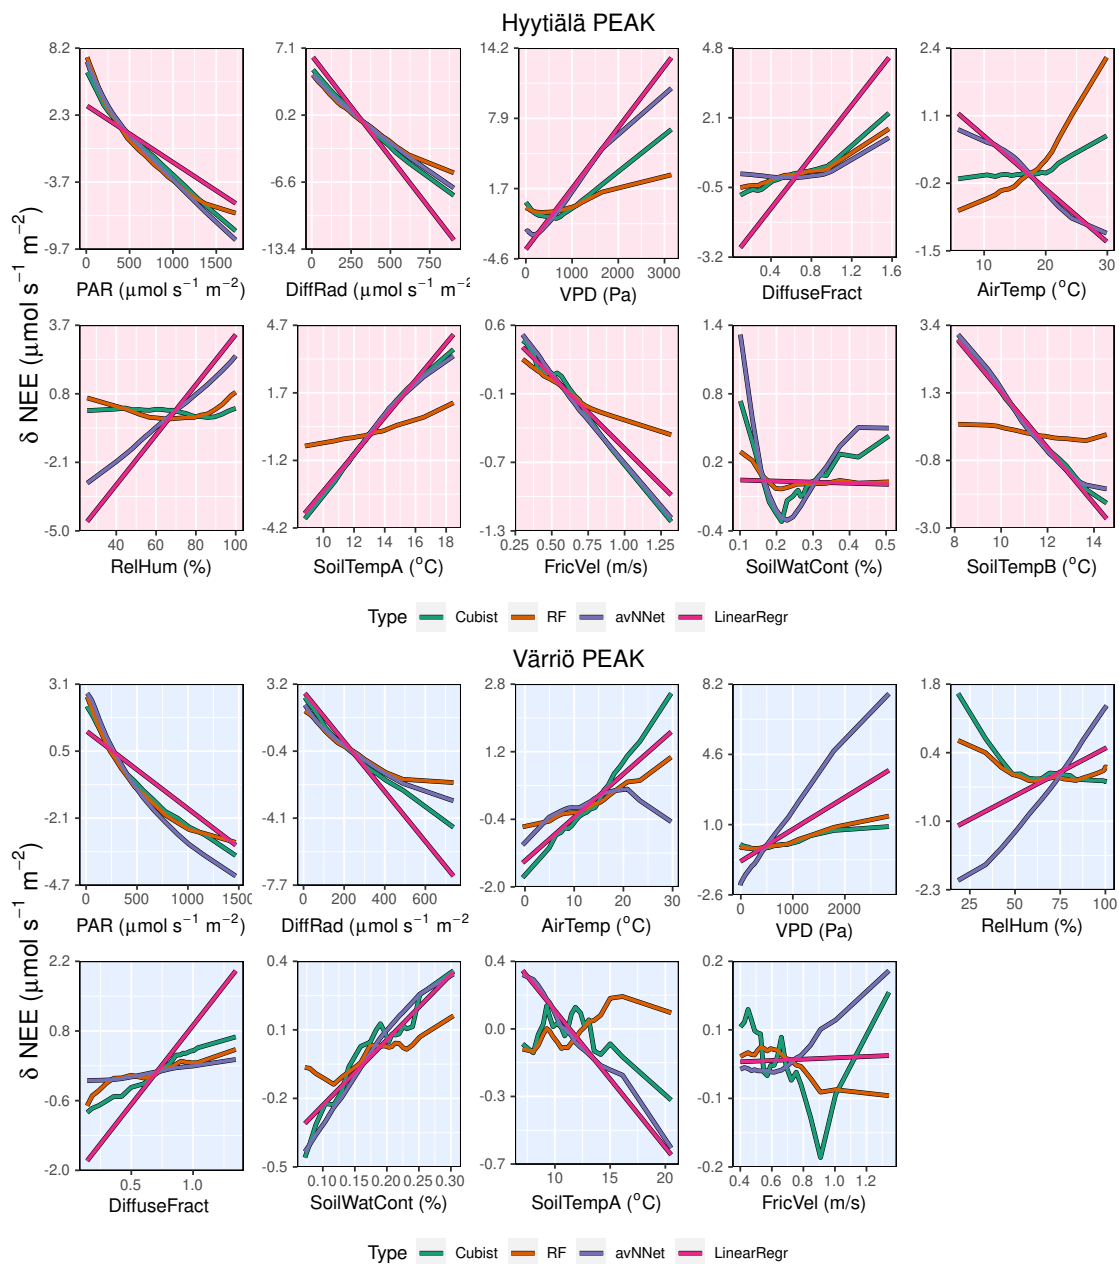 Hyytiälä PEAK
δ NEE (μmol s⁻¹ m⁻²)
8.2
2.3
-3.7
-9.7
0 500 1000 1500
PAR (μmol s⁻¹ m⁻²)
7.1
0.2
-6.6
-13.4
0 250 500 750
DiffRad (μmol s⁻¹ m⁻²
14.2
7.9
1.7
-4.6
0 1000 2000 3000
VPD (Pa)
4.8
2.1
-0.5
-3.2
0.4 0.8 1.2 1.6
DiffuseFract
2.4
1.1
-0.2
-1.5
10 20 30
AirTemp (°C)
3.7
0.8
-2.1
-5.0
40 60 80 100
RelHum (%)
4.7
1.7
-1.2
-4.2
10 12 14 16 18
SoilTempA (°C)
0.6
-0.1
-0.7
-1.3
0.25 0.50 0.75 1.00 1.25
FricVel (m/s)
1.4
0.8
0.2
-0.4
0.1 0.2 0.3 0.4 0.5
SoilWatCont (%)
3.4
1.3
-0.8
-3.0
8 10 12 14
SoilTempB (°C)
Type Cubist RF avNNet LinearRegr
Värriö PEAK
δ NEE (μmol s⁻¹ m⁻²)
3.1
0.5
-2.1
-4.7
0 500 1000 1500
PAR (μmol s⁻¹ m⁻²)
3.2
-0.4
-4.1
-7.7
0 200 400 600
DiffRad (μmol s⁻¹ m⁻²
2.8
1.2
-0.4
-2.0
0 10 20 30
AirTemp (°C)
8.2
4.6
1.0
-2.6
0 1000 2000
VPD (Pa)
1.8
0.4
-1.0
-2.3
25 50 75 100
RelHum (%)
2.2
0.8
-0.6
-2.0
0.5 1.0
DiffuseFract
0.4
0.1
-0.2
-0.5
0.10 0.15 0.20 0.25 0.30
SoilWatCont (%)
0.4
0.0
-0.3
-0.7
10 15 20
SoilTempA (°C)
0.2
0.1
-0.1
-0.2
0.4 0.6 0.8 1.0 1.2
FricVel (m/s)
Type Cubist RF avNNet LinearRegr